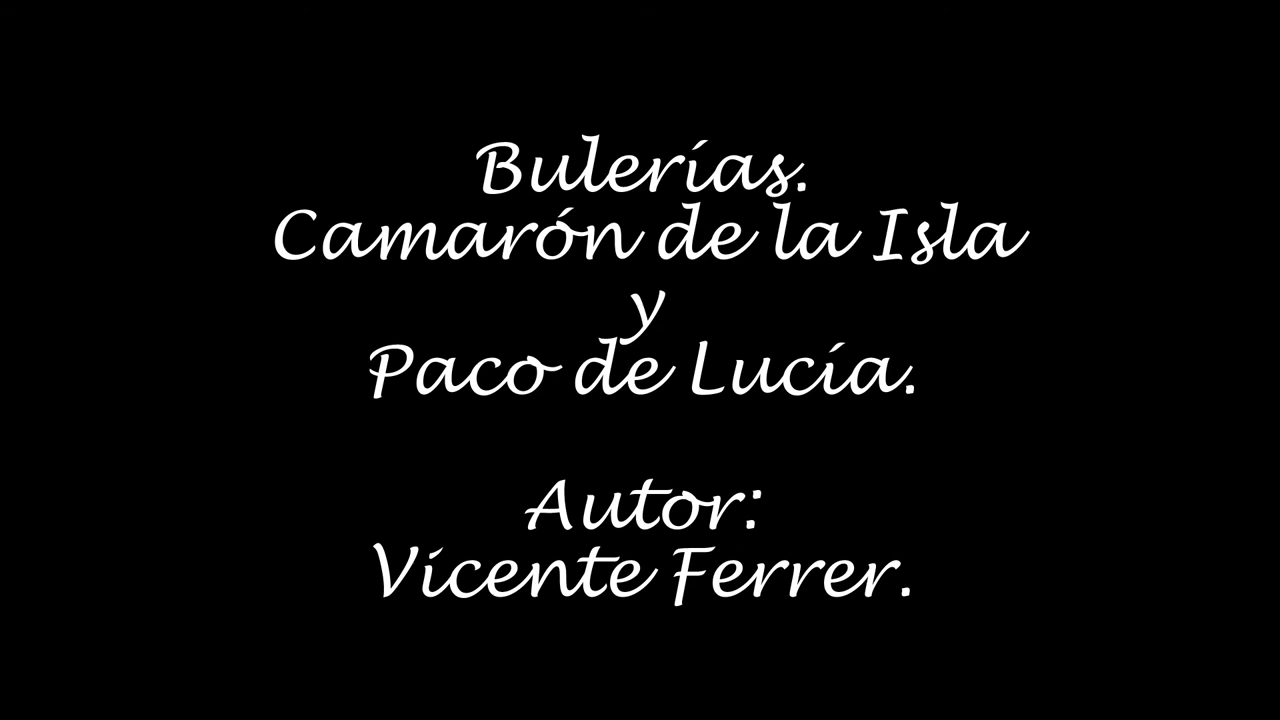 Bulerías.
Camarón de la Isla
y
Paco de Lucía.
Autor:
Vicente Ferrer.